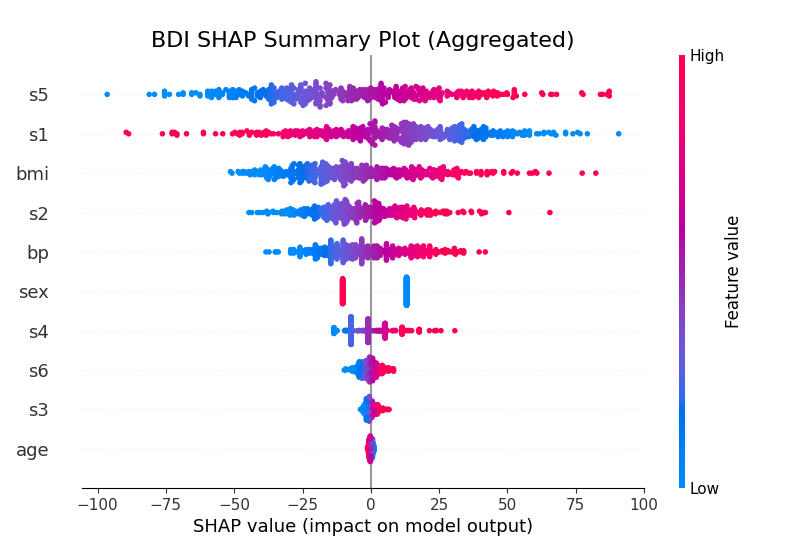 BDI SHAP Summary Plot (Aggregated)
High
s5
s1
bmi
s2
bp
sex
s4
s6
s3
age
Feature value
Low
−100 −75 −50 −25 0 25 50 75 100
SHAP value (impact on model output)